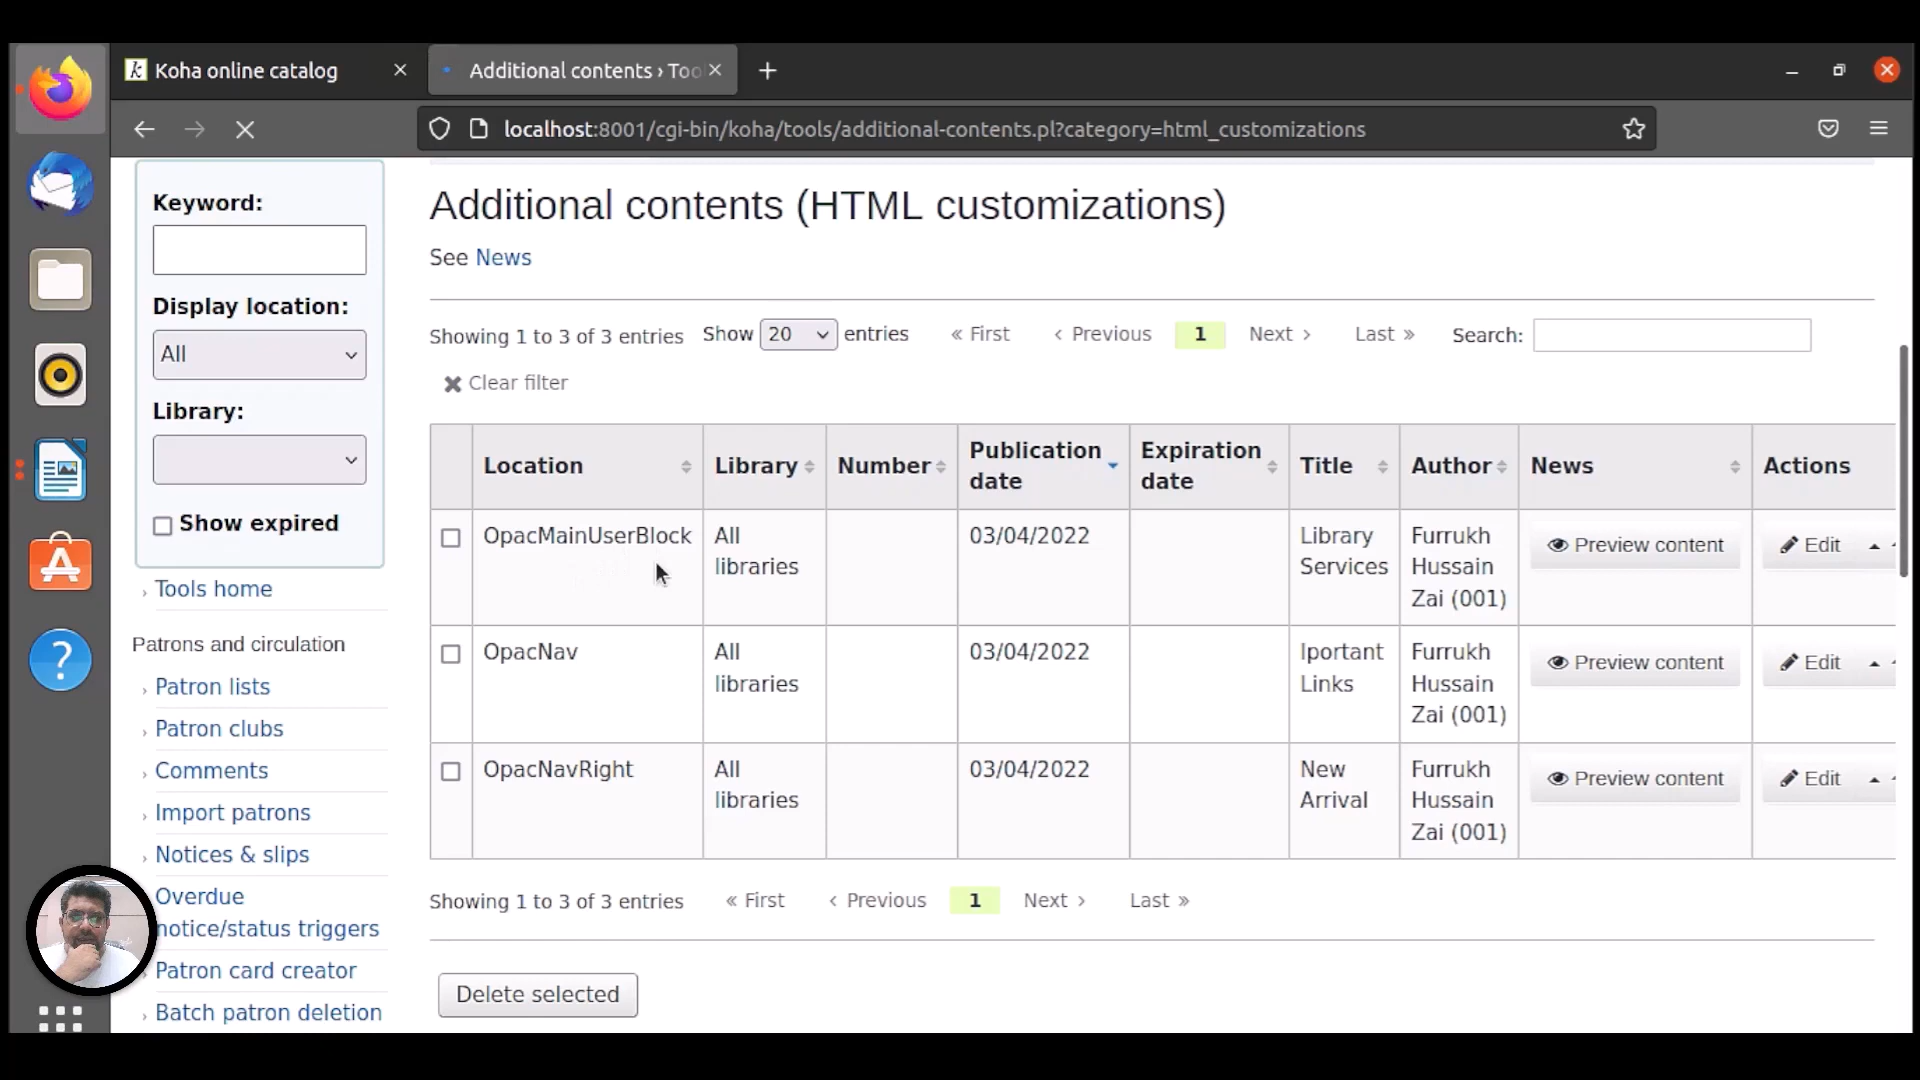 Koha online catalog
Additional contents › Too
localhost:8001/cgi-bin/koha/tools/additional-contents.pl?category=html_customizations
Keyword:
Display location:
All
Library:
Show expired
Tools home
Patrons and circulation
Patron lists
Patron clubs
Comments
Import patrons
Notices & slips
Overdue
notice/status triggers
Patron card creator
Batch patron deletion
Additional contents (HTML customizations)
See News
Showing 1 to 3 of 3 entries Show 20 entries « First ‹ Previous 1 Next › Last » Search:
Clear filter
Location Library Number Publication date Expiration date Title Author News Actions
OpacMainUserBlock All libraries 03/04/2022 Library Services Furrukh Hussain Zai (001) Preview content Edit
OpacNav All libraries 03/04/2022 Iportant Links Furrukh Hussain Zai (001) Preview content Edit
OpacNavRight All libraries 03/04/2022 New Arrival Furrukh Hussain Zai (001) Preview content Edit
Showing 1 to 3 of 3 entries « First ‹ Previous 1 Next › Last »
Delete selected